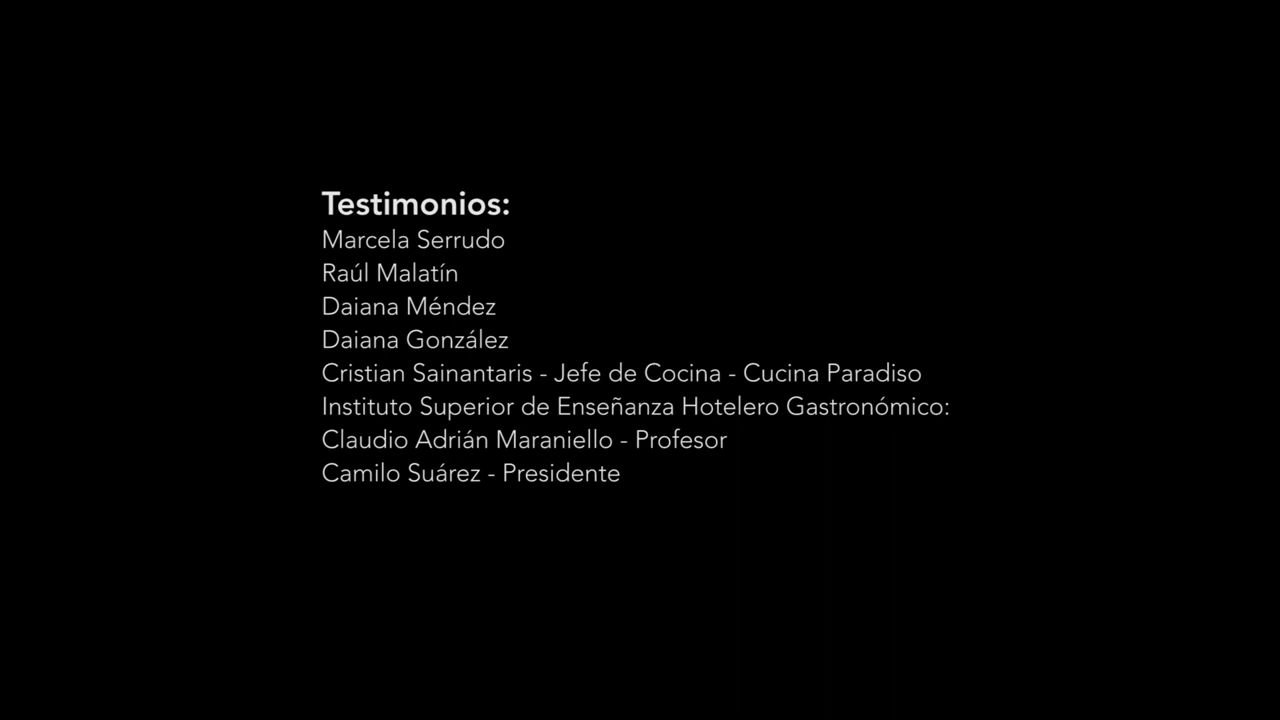 Testimonios:
Marcela Serrudo
Raúl Malatín
Daiana Méndez
Daiana González
Cristian Sainantaris - Jefe de Cocina - Cucina Paradiso
Instituto Superior de Enseñanza Hotelero Gastronómico:
Claudio Adrián Maraniello - Profesor
Camilo Suárez - Presidente